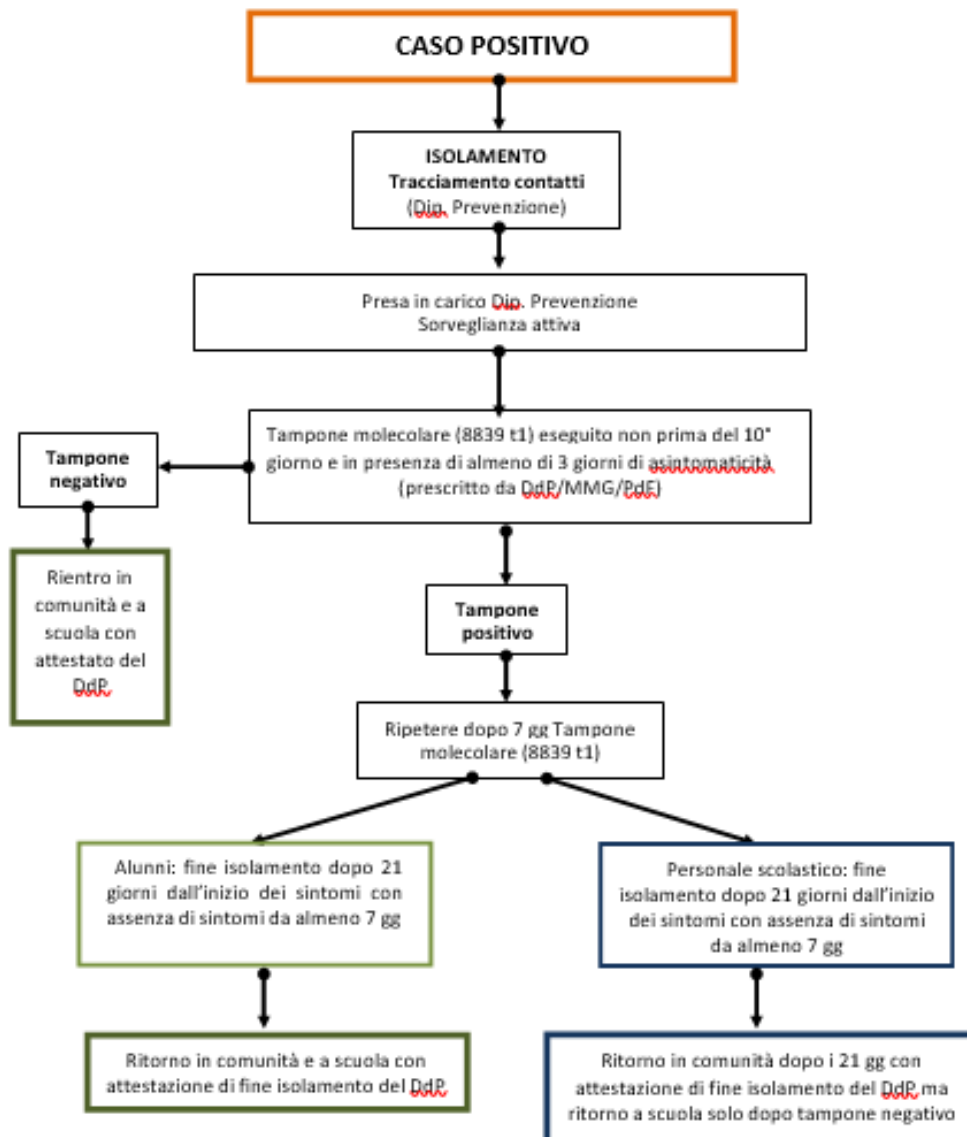 CASO POSITIVO
ISOLAMENTO
Tracciamento contatti
(Dip. Prevenzione)
Presa in carico Dip. Prevenzione
Sorveglianza attiva
Tampone molecolare (8839 t1) eseguito non prima del 10°
giorno e in presenza di almeno di 3 giorni di asintomaticità
(prescritto da DdP/MMG/PdF)
Tampone
negativo
Rientro in
comunità e a
scuola con
attestato del
DdP.
Tampone
positivo
Ripetere dopo 7 gg Tampone
molecolare (8839 t1)
Alunni: fine isolamento dopo 21
giorni dall'inizio dei sintomi con
assenza di sintomi da almeno 7 gg
Personale scolastico: fine
isolamento dopo 21 giorni dall'inizio
dei sintomi con assenza di sintomi
da almeno 7 gg
Ritorno in comunità e a scuola con
attestazione di fine isolamento del DdP.
Ritorno in comunità dopo i 21 gg con
attestazione di fine isolamento del DdP. ma
ritorno a scuola solo dopo tampone negativo